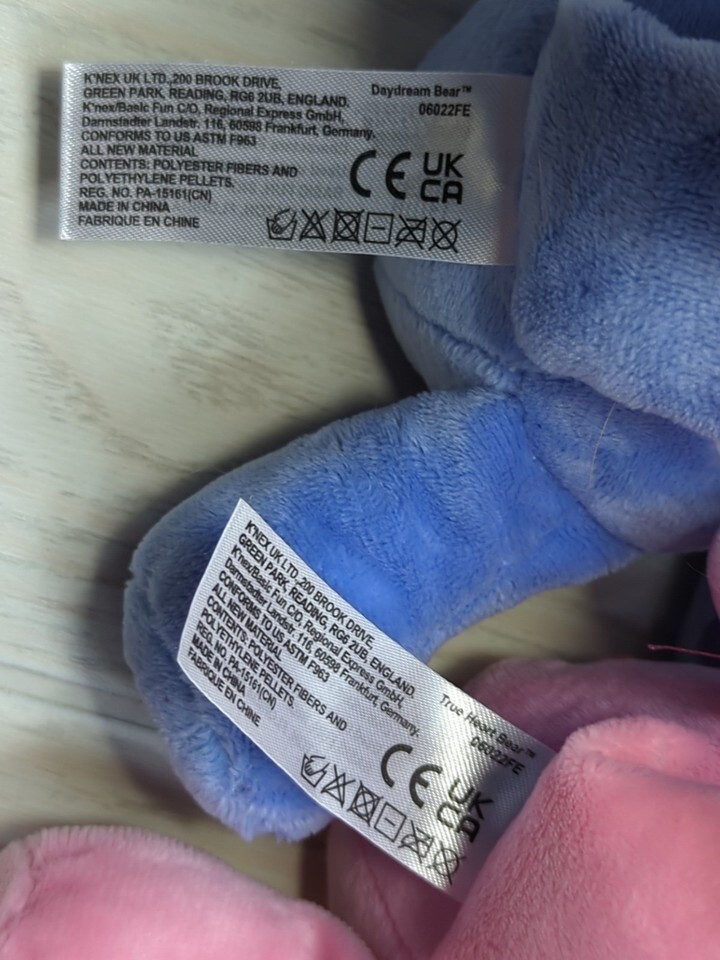 K'NEX UK LTD.,200 BROOK DRIVE,
GREEN PARK, READING, RG6 2UB, ENGLAND.
K'nex/Basic Fun C/O, Regional Express GmbH,
Darmstadter Landstr. 116, 60598 Frankfurt, Germany.
CONFORMS TO US ASTM F963
ALL NEW MATERIAL
CONTENTS: POLYESTER FIBERS AND
POLYETHYLENE PELLETS.
REG. NO. PA-15161(CN)
MADE IN CHINA
FABRIQUE EN CHINE
Daydream Bear™
06022FE
CE
UK
CA
K'NEX UK LTD.,200 BROOK DRIVE,
GREEN PARK, READING, RG6 2UB, ENGLAND.
K'nex/Basic Fun C/O, Regional Express GmbH,
Darmstadter Landstr. 116, 60598 Frankfurt, Germany.
CONFORMS TO US ASTM F963
ALL NEW MATERIAL
CONTENTS: POLYESTER FIBERS AND
POLYETHYLENE PELLETS.
REG. NO. PA-15161(CN)
MADE IN CHINA
FABRIQUE EN CHINE
True Heart Bear™
06022FE
CE
UK
CA